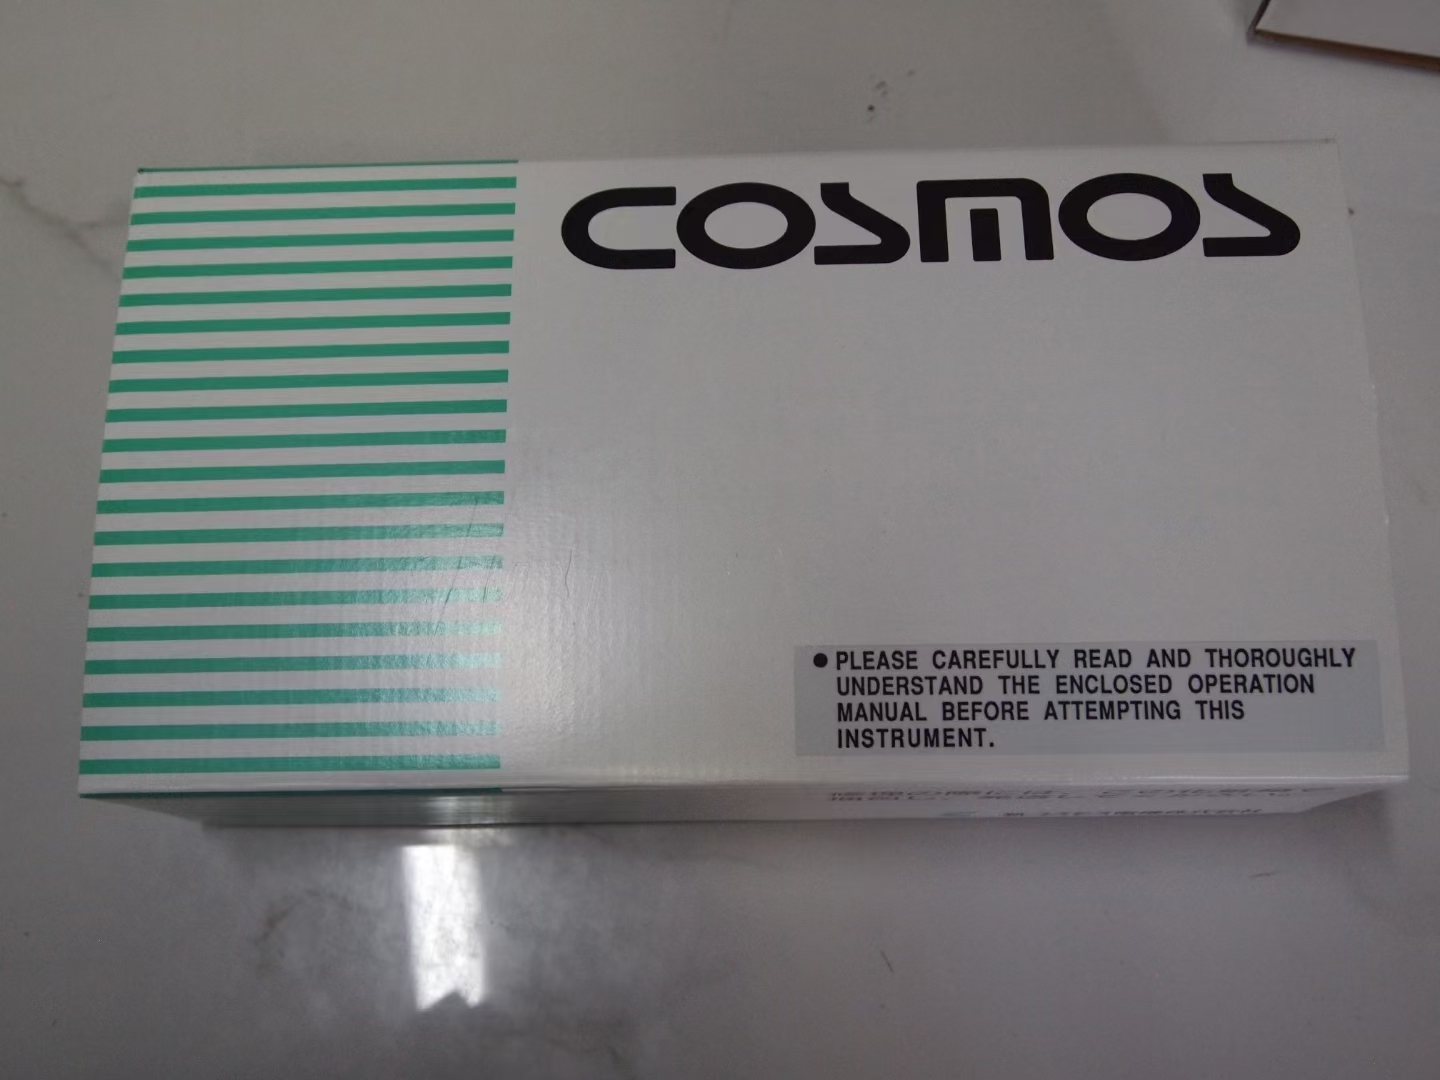 COSMOS
● PLEASE CAREFULLY READ AND THOROUGHLY
UNDERSTAND THE ENCLOSED OPERATION
MANUAL BEFORE ATTEMPTING THIS
INSTRUMENT.